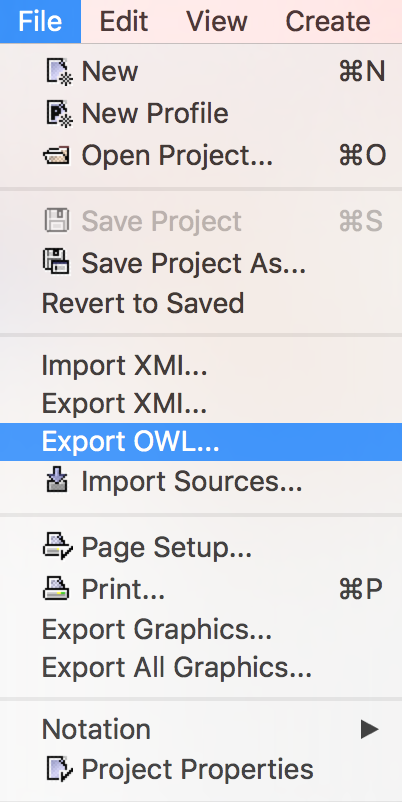 File Edit View Create
New ⌘N
New Profile
Open Project... ⌘O
Save Project ⌘S
Save Project As...
Revert to Saved
Import XMI...
Export XMI...
Export OWL...
Import Sources...
Page Setup...
Print... ⌘P
Export Graphics...
Export All Graphics...
Notation ▶
Project Properties